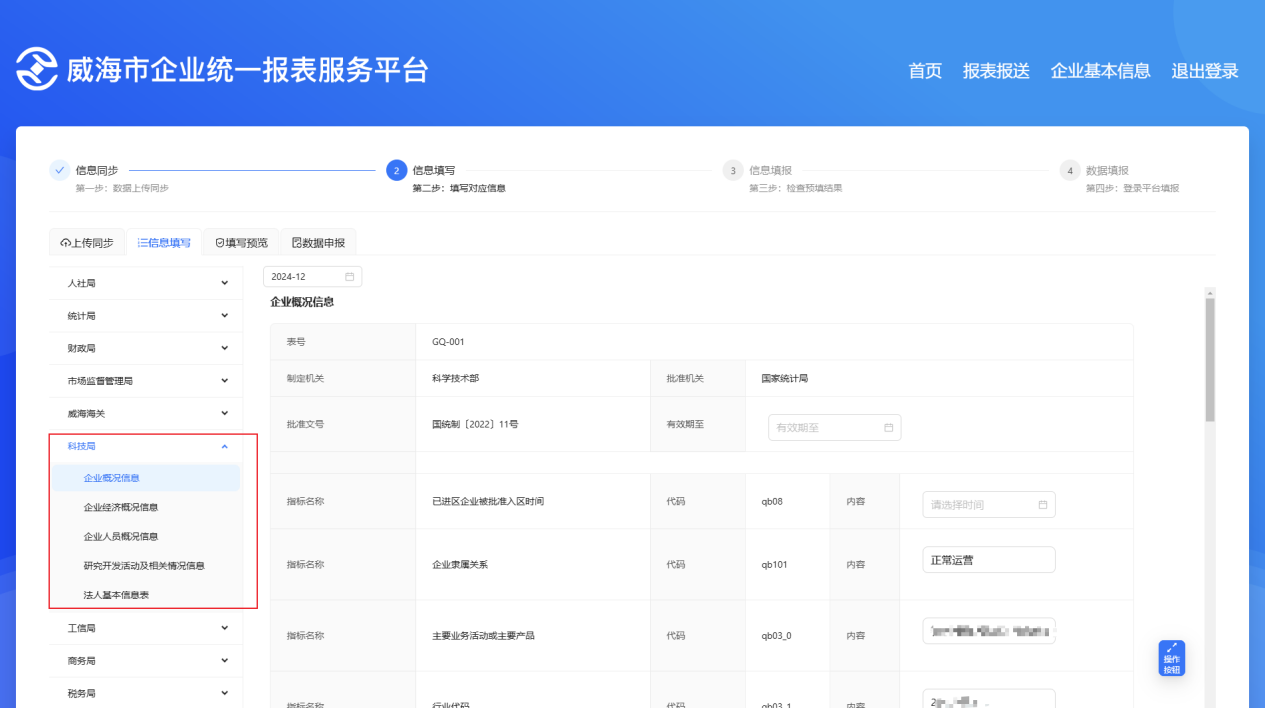 威海市企业统一报表服务平台
首页 报表报送 企业基本信息 退出登录
信息同步
第一步：数据上传同步
2 信息填写
第二步：填写对应信息
3 信息填报
第三步：检查预填结果
4 数据填报
第四步：登录平台填报
上传同步 信息填写 填写预览 数据申报
人社局
统计局
财政局
市场监督管理局
威海海关
科技局
企业概况信息
企业经济概况信息
企业人员概况信息
研究开发活动及相关情况信息
法人基本信息表
工信局
商务局
税务局
2024-12
企业概况信息
表号 GQ-001
制定机关 科学技术部 批准机关 国家统计局
批准文号 国统制〔2022〕11号 有效期至 有效期至
指标名称 已进区企业被批准入区时间 代码 qb08 内容 请选择时间
指标名称 企业隶属关系 代码 qb101 内容 正常运营
指标名称 主要业务活动或主要产品 代码 qb03_0 内容
指标名称 行业代码 代码 qb03_1 内容
操作
按钮